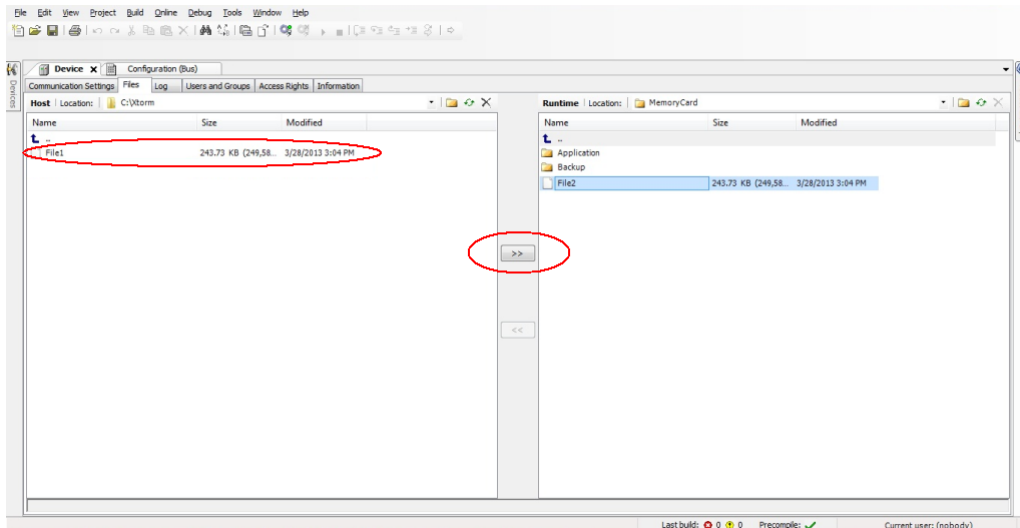 File Edit View Project Build Online Debug Tools Window Help
Device Configuration (Bus)
Devices
Communication Settings Files Log Users and Groups Access Rights Information
Host Location: C:\Xtorm
Runtime Location: MemoryCard
Name Size Modified
..
File1 243.73 KB (249,58... 3/28/2013 3:04 PM
Name Size Modified
..
Application
Backup
File2 243.73 KB (249,58... 3/28/2013 3:04 PM
>>
<<
Last build: 0 0 Precompile: Current user: (nobody)